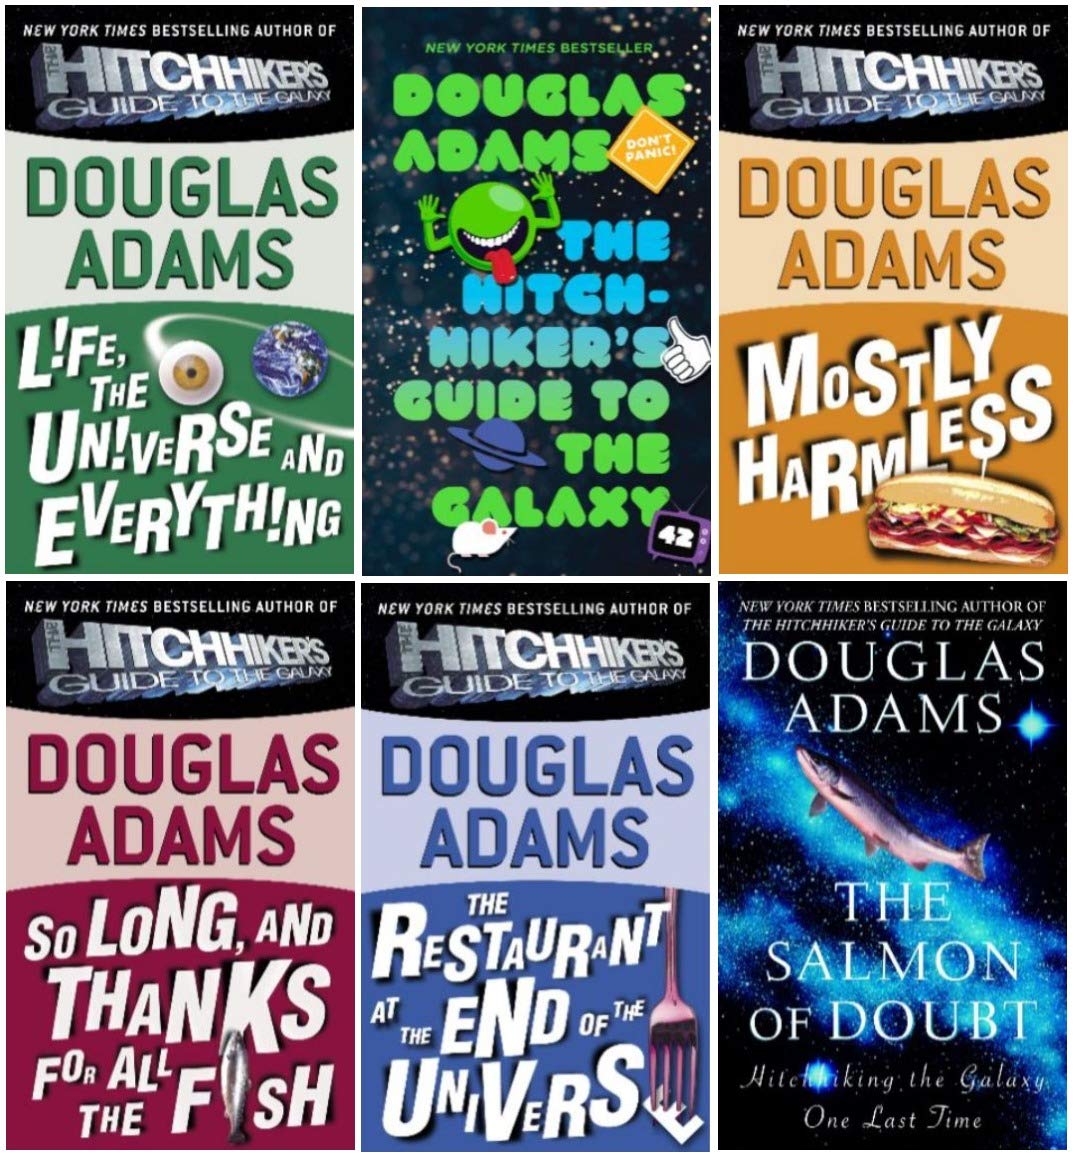 NEW YORK TIMES BESTSELLING AUTHOR OF
THE HITCHHIKER'S
GUIDE TO THE GALAXY
DOUGLAS
ADAMS
L!FE,
THE
UN!VERSE AND
EVERYTH!NG
NEW YORK TIMES BESTSELLER
DOUGLAS
ADAMS
DON'T
PANIC!
THE
HITCH-
HIKER'S
GUIDE TO
THE
GALAXY
42
NEW YORK TIMES BESTSELLING AUTHOR OF
THE HITCHHIKER'S
GUIDE TO THE GALAXY
DOUGLAS
ADAMS
MOSTLY
HARMLESS
NEW YORK TIMES BESTSELLING AUTHOR OF
THE HITCHHIKER'S
GUIDE TO THE GALAXY
DOUGLAS
ADAMS
SO LONG, AND
THANKS
FOR ALL
THE FISH
NEW YORK TIMES BESTSELLING AUTHOR OF
THE HITCHHIKER'S
GUIDE TO THE GALAXY
DOUGLAS
ADAMS
THE
RESTAURANT
AT THE END OF THE
UNIVERSE
NEW YORK TIMES BESTSELLING AUTHOR OF
THE HITCHHIKER'S GUIDE TO THE GALAXY
DOUGLAS
ADAMS
THE
SALMON
OF DOUBT
Hitchhiking the Galaxy
One Last Time